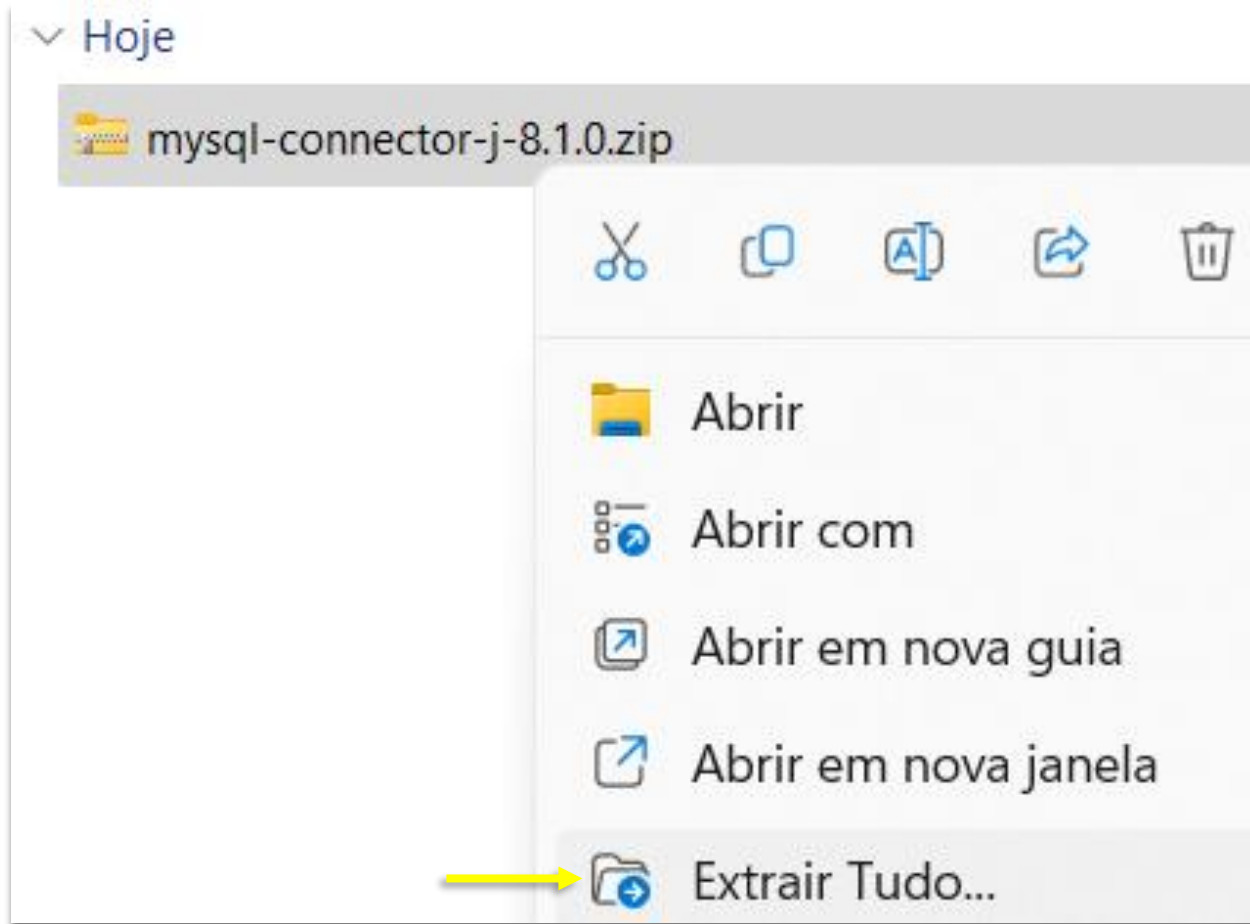 Hoje
mysql-connector-j-8.1.0.zip
Abrir
Abrir com
Abrir em nova guia
Abrir em nova janela
Extrair Tudo...